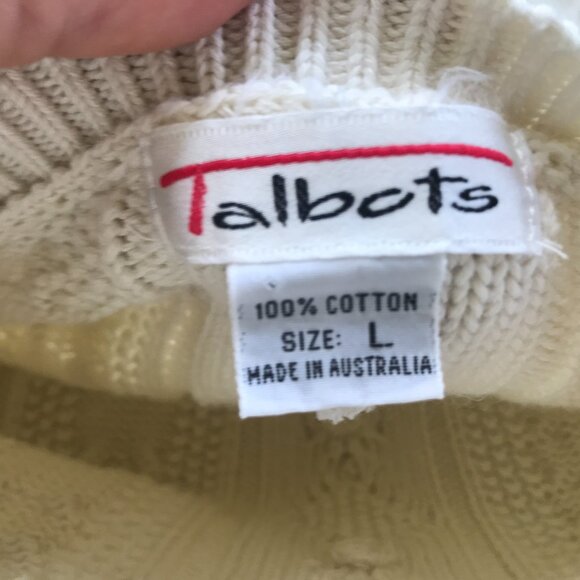 Talbots
100% COTTON
SIZE: L
MADE IN AUSTRALIA